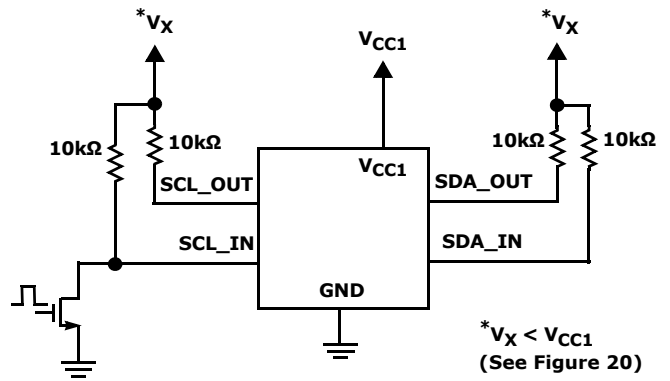 *VX
VCC1
*VX
10kΩ
10kΩ
10kΩ
10kΩ
VCC1
SCL_OUT
SDA_OUT
SCL_IN
SDA_IN
GND
*VX < VCC1
(See Figure 20)